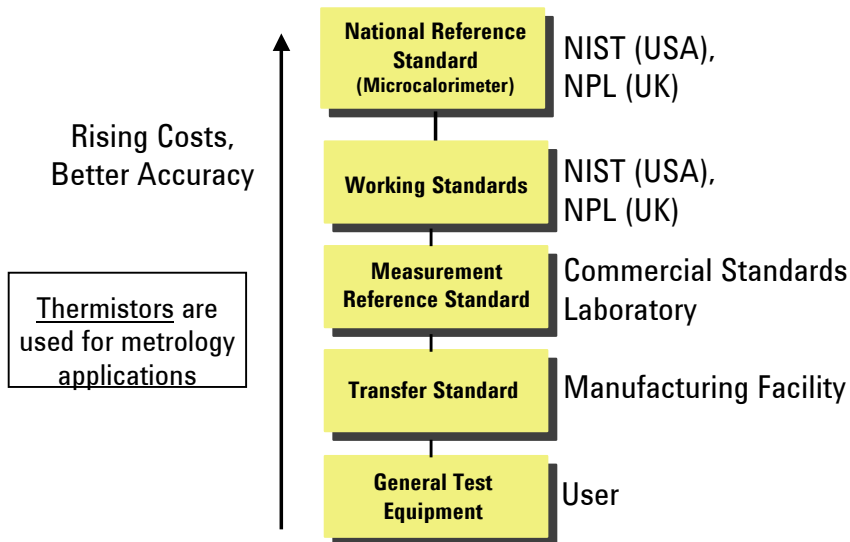 National Reference
Standard
(Microcalorimeter)
NIST (USA),
NPL (UK)
Rising Costs,
Better Accuracy
Working Standards
NIST (USA),
NPL (UK)
Measurement
Reference Standard
Commercial Standards
Laboratory
Thermistors are
used for metrology
applications
Transfer Standard
Manufacturing Facility
General Test
Equipment
User